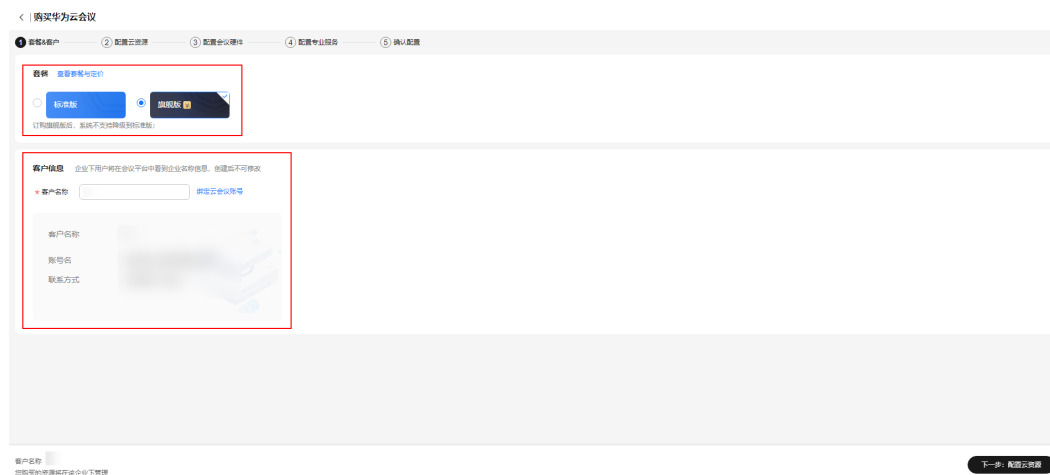 < | 购买华为云会议
1 套餐&客户 2 配置云资源 3 配置会议硬件 4 配置专业服务 5 确认配置
套餐 查看套餐与定价
标准版 旗舰版
订购旗舰版后，系统不支持降级到标准版;
客户信息 企业下用户将在会议平台中看到企业名称信息，创建后不可修改
* 客户名称 绑定云会议账号
客户名称
账号名
联系方式
客户名称
您购买的资源将在该企业下管理
下一步：配置云资源